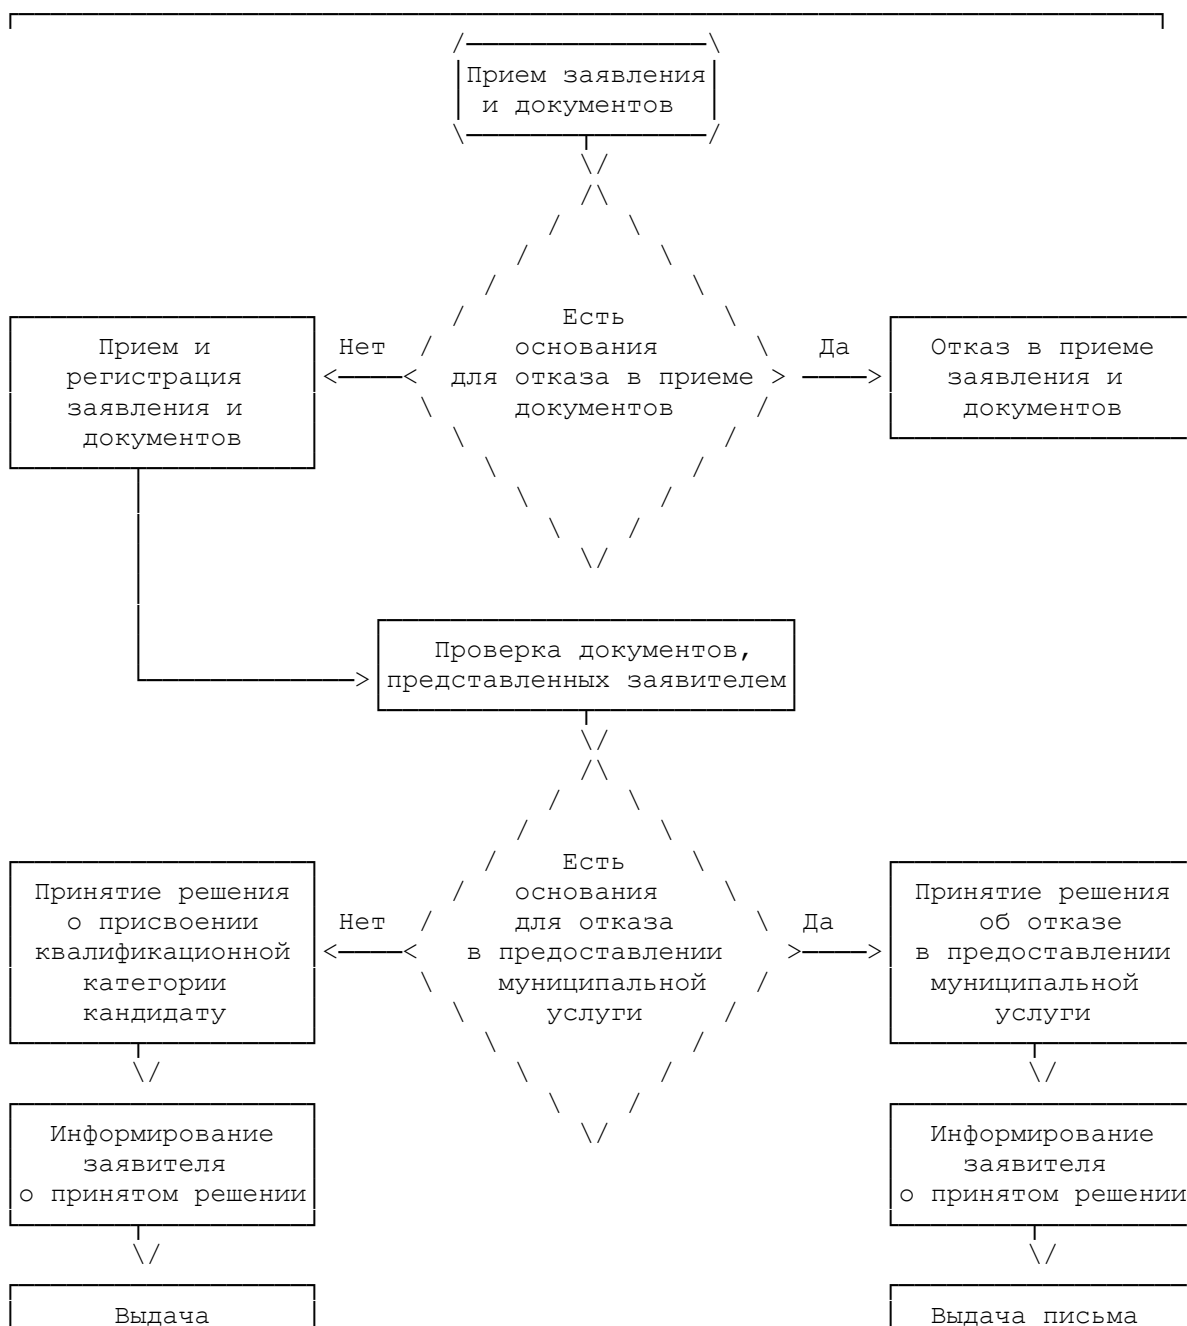 Прием заявления
и документов
Есть
основания
для отказа в приеме
документов
Нет
Да
Прием и
регистрация
заявления и
документов
Отказ в приеме
заявления и
документов
Проверка документов,
представленных заявителем
Есть
основания
для отказа
в предоставлении
муниципальной
услуги
Нет
Да
Принятие решения
о присвоении
квалификационной
категории
кандидату
Принятие решения
об отказе
в предоставлении
муниципальной
услуги
Информирование
заявителя
о принятом решении
Информирование
заявителя
о принятом решении
Выдача
Выдача письма